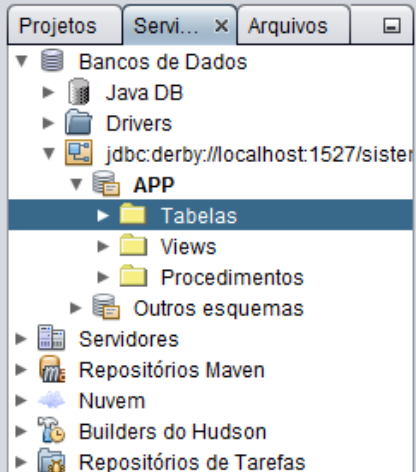 Projetos Servi... x Arquivos
Bancos de Dados
Java DB
Drivers
jdbc:derby://localhost:1527/sister
APP
Tabelas
Views
Procedimentos
Outros esquemas
Servidores
Repositórios Maven
Nuvem
Builders do Hudson
Repositórios de Tarefas